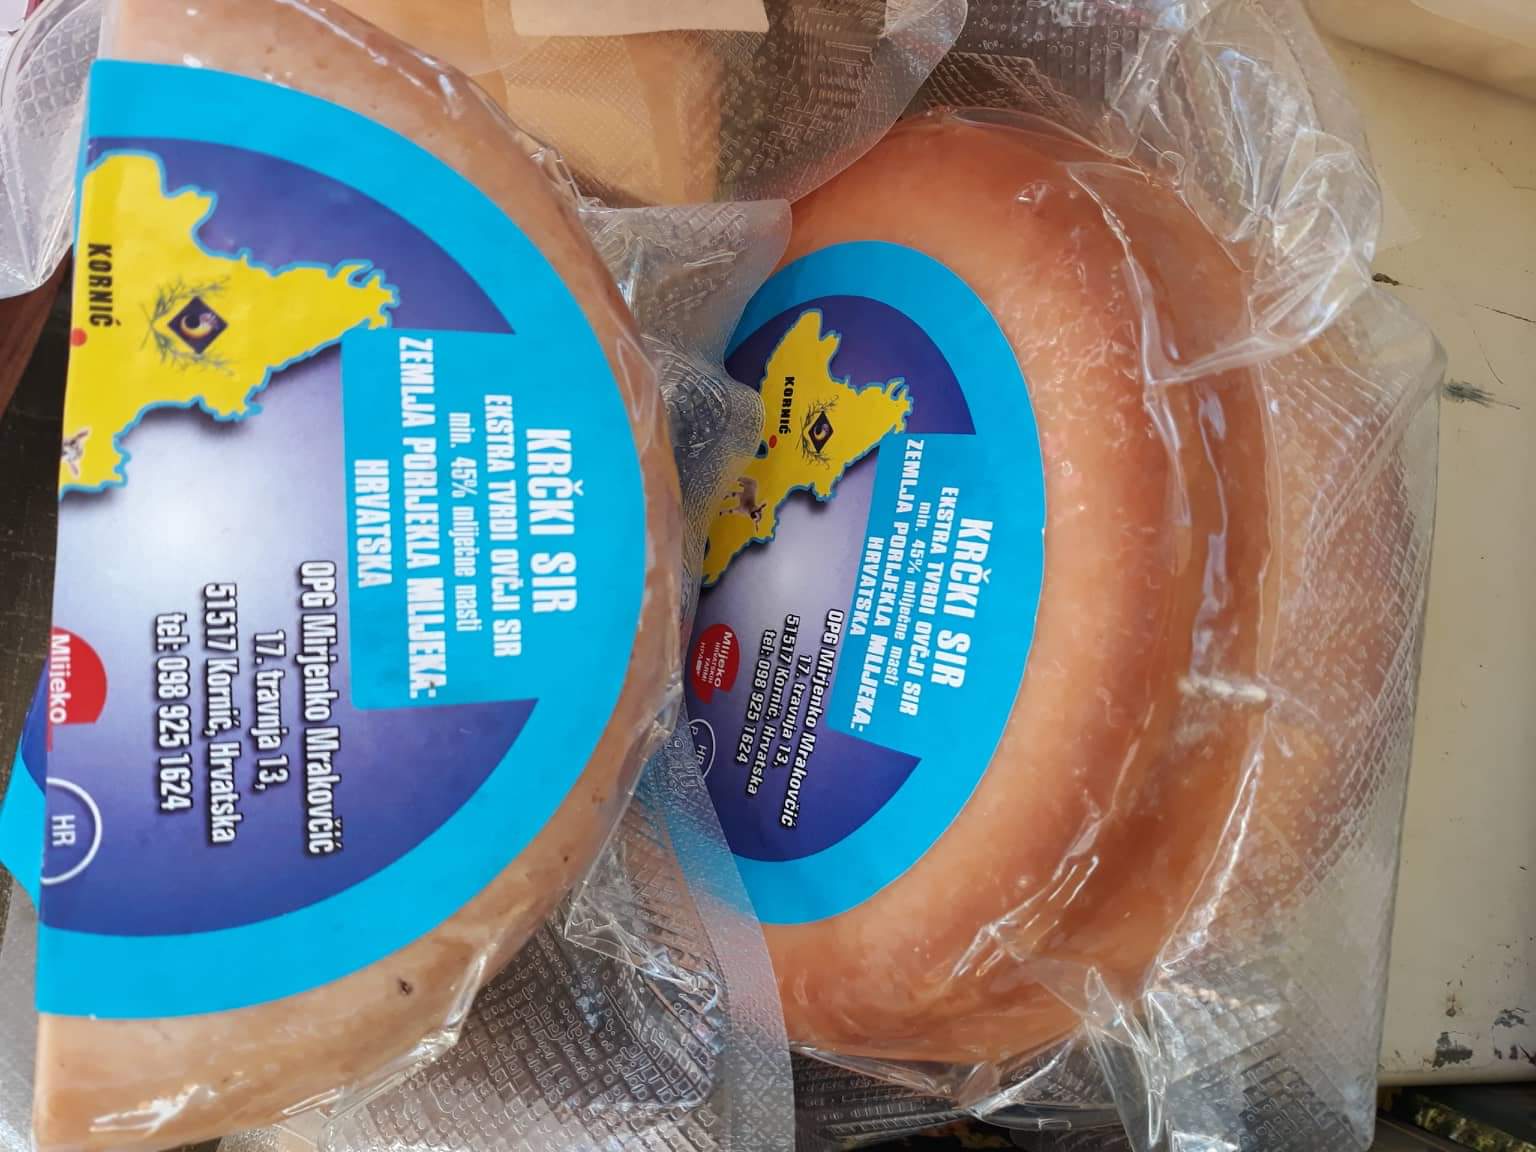 KRČKI SIR
EKSTRA TVRDI OVČJI SIR
min. 45% mliječne masti
ZEMLJA PORIJEKLA MLIJEKA:
HRVATSKA
KORNIĆ
OPG Mirjenko Mrakovčić
17. travnja 13,
51517 Kornić, Hrvatska
tel: 098 925 1624
Mlijeko
HR
KRČKI SIR
EKSTRA TVRDI OVČJI SIR
min. 45% mliječne masti
ZEMLJA PORIJEKLA MLIJEKA:
HRVATSKA
KORNIĆ
OPG Mirjenko Mrakovčić
17. travnja 13,
51517 Kornić, Hrvatska
tel: 098 925 1624
Mlijeko
HRVATSKIH
FARMI
HR